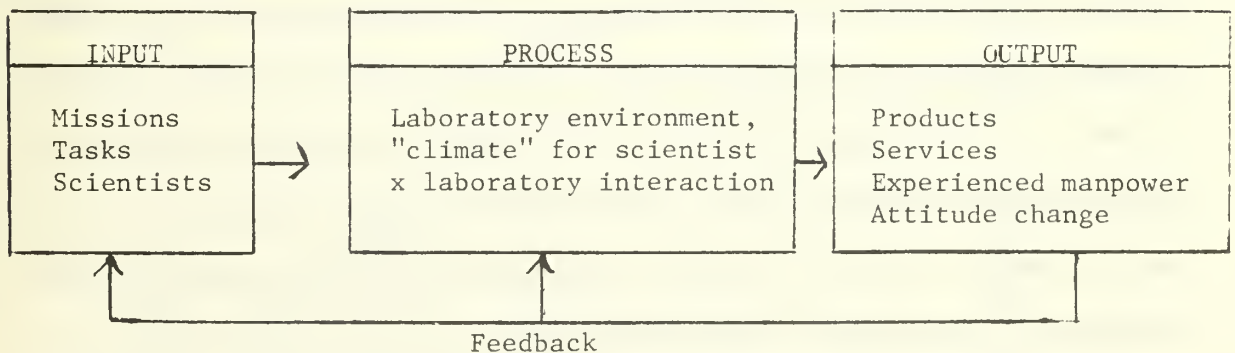 INPUT
Missions
Tasks
Scientists
PROCESS
Laboratory environment,
"climate" for scientist
x laboratory interaction
OUTPUT
Products
Services
Experienced manpower
Attitude change
Feedback